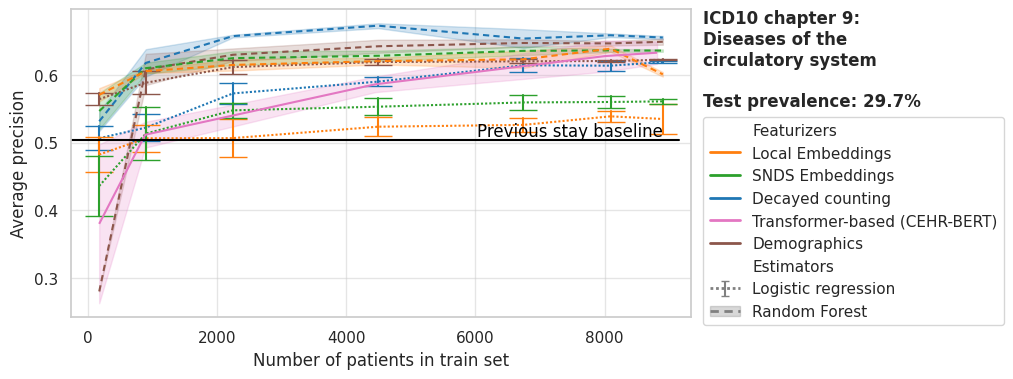 ICD10 chapter 9:
Diseases of the
circulatory system
Test prevalence: 29.7%
Featurizers
Local Embeddings
SNDS Embeddings
Decayed counting
Transformer-based (CEHR-BERT)
Demographics
Estimators
Logistic regression
Random Forest
Average precision
0.6
0.5
0.4
0.3
Previous stay baseline
0
2000
4000
6000
8000
Number of patients in train set